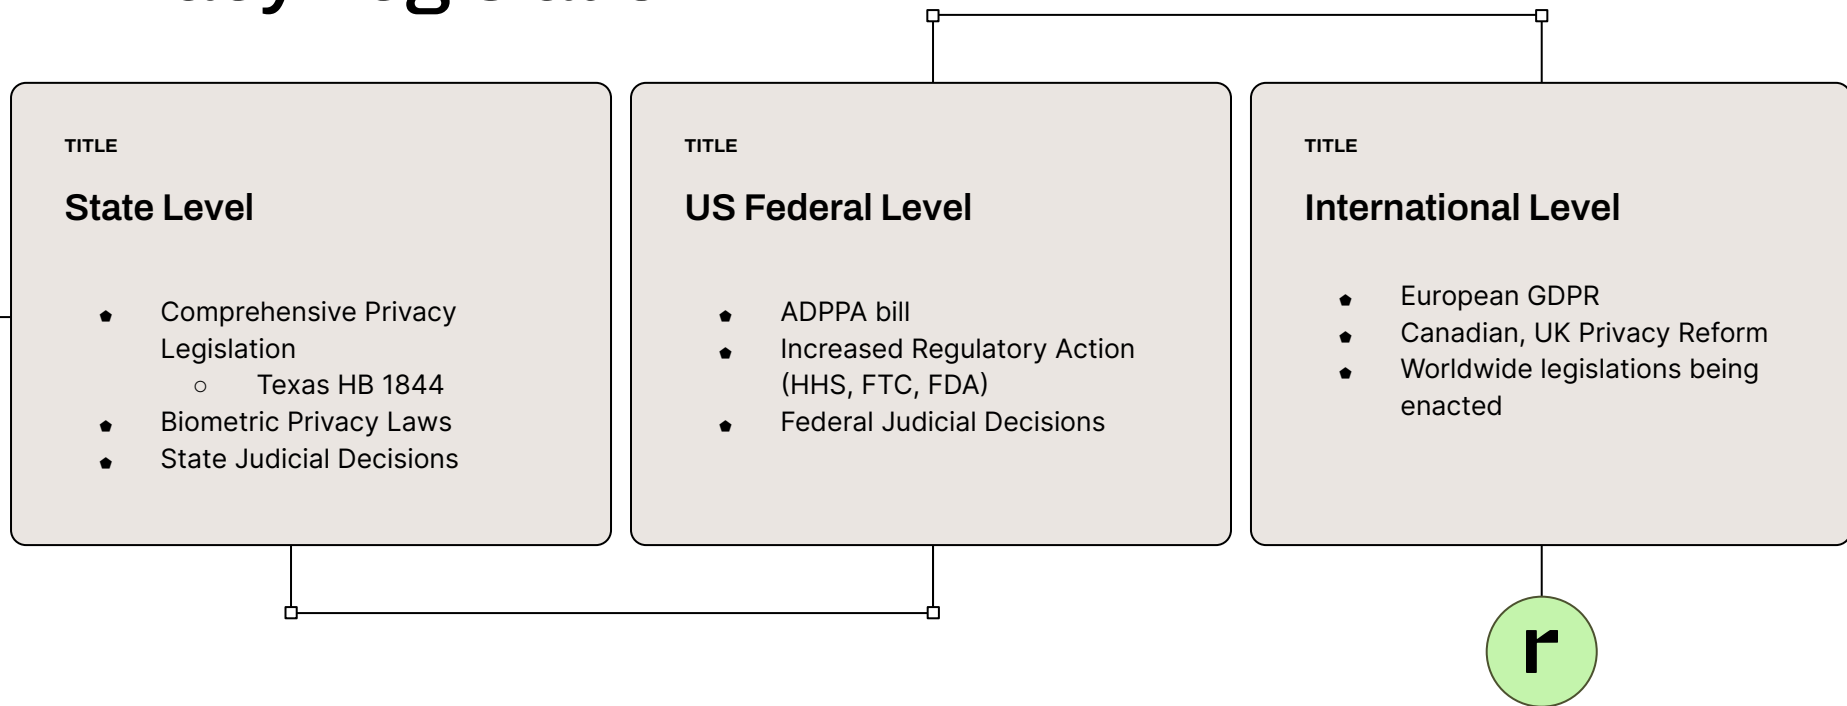 TITLE
State Level
Comprehensive Privacy
Legislation
Texas HB 1844
Biometric Privacy Laws
State Judicial Decisions
TITLE
US Federal Level
ADPPA bill
Increased Regulatory Action
(HHS, FTC, FDA)
Federal Judicial Decisions
TITLE
International Level
European GDPR
Canadian, UK Privacy Reform
Worldwide legislations being
enacted
r